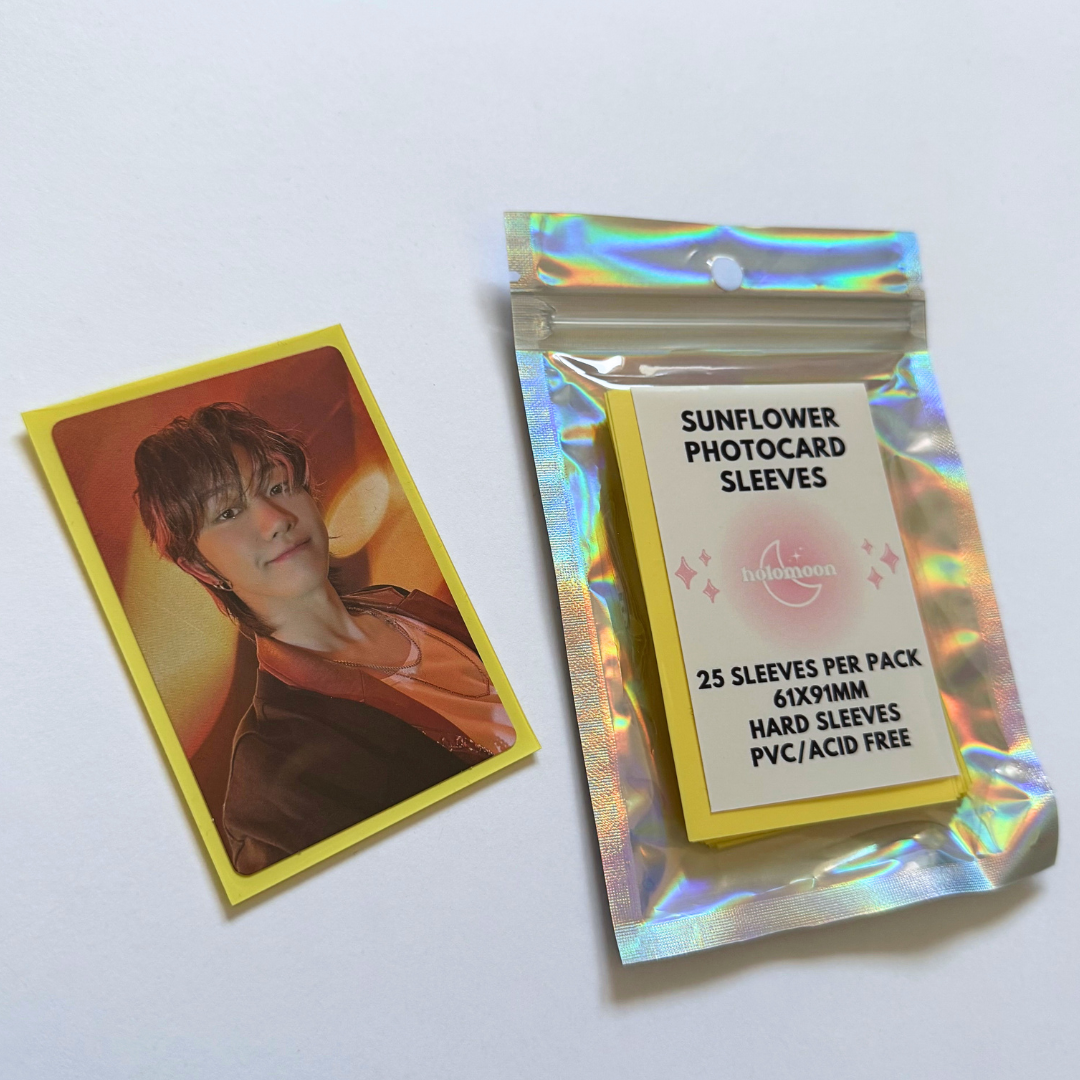 SUNFLOWER
PHOTOCARD
SLEEVES
holomoon
25 SLEEVES PER PACK
61X91MM
HARD SLEEVES
PVC/ACID FREE